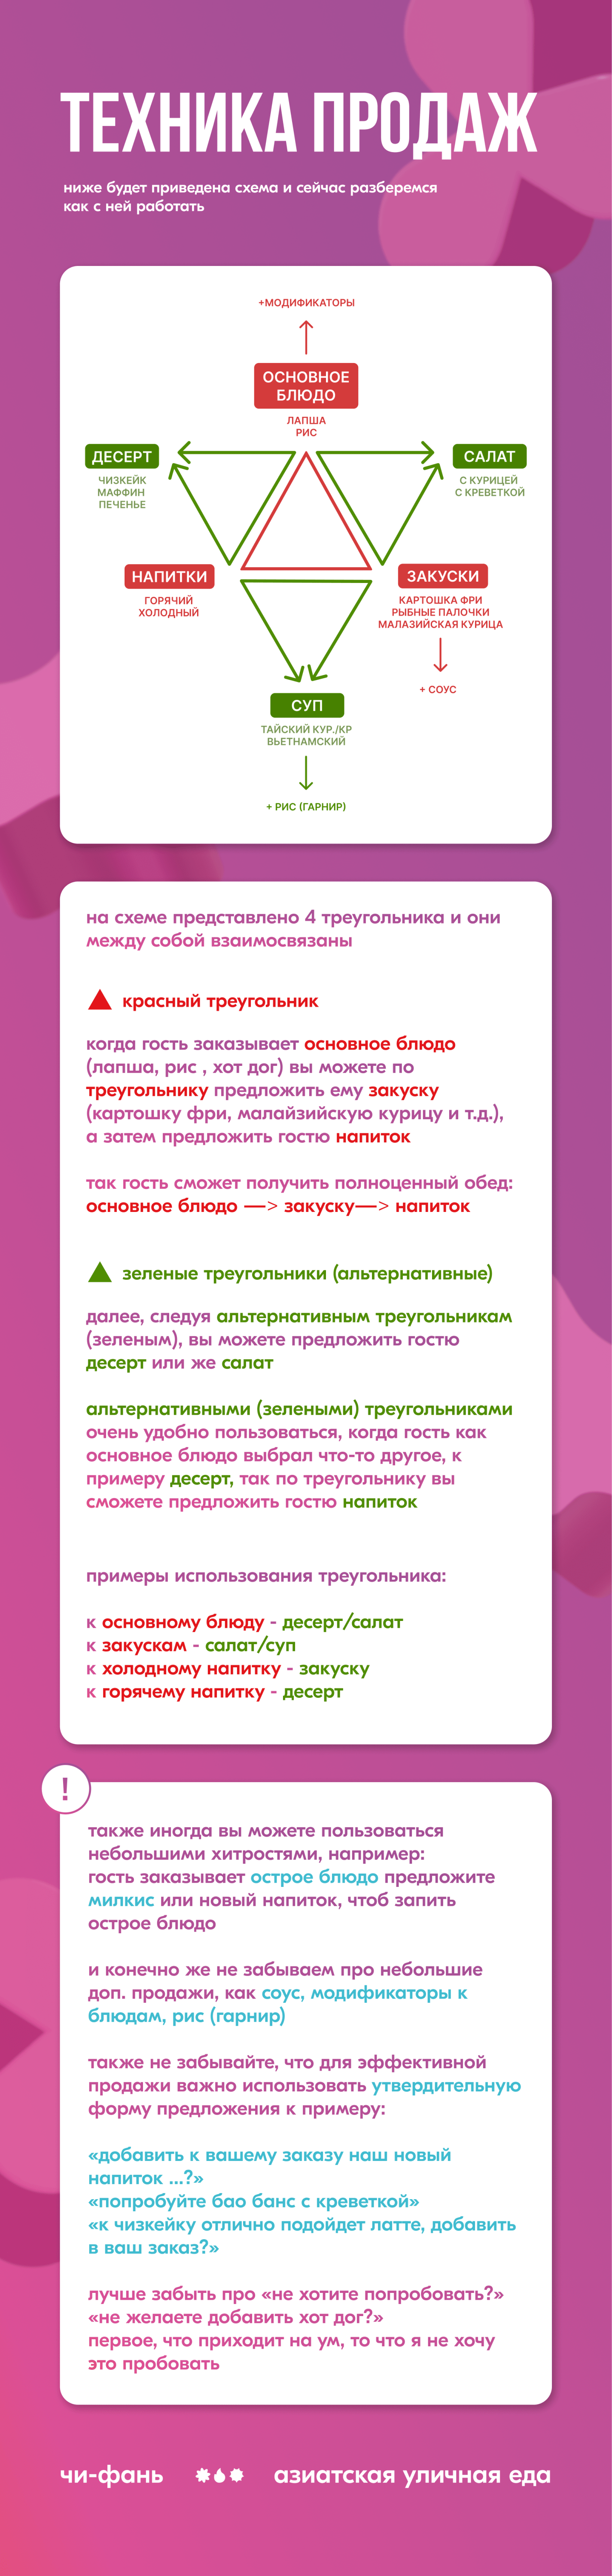 ТЕХНИКА ПРОДАЖ
ниже будет приведена схема и сейчас разберемся
как с ней работать
+МОДИФИКАТОРЫ
ОСНОВНОЕ
БЛЮДО
ЛАПША
РИС
ДЕСЕРТ
ЧИЗКЕЙК
МАФФИН
ПЕЧЕНЬЕ
САЛАТ
С КУРИЦЕЙ
С КРЕВЕТКОЙ
НАПИТКИ
ГОРЯЧИЙ
ХОЛОДНЫЙ
ЗАКУСКИ
КАРТОШКА ФРИ
РЫБНЫЕ ПАЛОЧКИ
МАЛАЗИЙСКАЯ КУРИЦА
+ СОУС
СУП
ТАЙСКИЙ КУР./КР
ВЬЕТНАМСКИЙ
+ РИС (ГАРНИР)
на схеме представлено 4 треугольника и они
между собой взаимосвязаны
красный треугольник
когда гость заказывает основное блюдо
(лапша, рис , хот дог) вы можете по
треугольнику предложить ему закуску
(картошку фри, малайзийскую курицу и т.д.),
а затем предложить гостю напиток
так гость сможет получить полноценный обед:
основное блюдо —> закуску—> напиток
зеленые треугольники (альтернативные)
далее, следуя альтернативным треугольникам
(зеленым), вы можете предложить гостю
десерт или же салат
альтернативными (зелеными) треугольниками
очень удобно пользоваться, когда гость как
основное блюдо выбрал что-то другое, к
примеру десерт, так по треугольнику вы
сможете предложить гостю напиток
примеры использования треугольника:
к основному блюду - десерт/салат
к закускам - салат/суп
к холодному напитку - закуску
к горячему напитку - десерт
!
также иногда вы можете пользоваться
небольшими хитростями, например:
гость заказывает острое блюдо предложите
милкис или новый напиток, чтоб запить
острое блюдо
и конечно же не забываем про небольшие
доп. продажи, как соус, модификаторы к
блюдам, рис (гарнир)
также не забывайте, что для эффективной
продажи важно использовать утвердительную
форму предложения к примеру:
«добавить к вашему заказу наш новый
напиток ...?»
«попробуйте бао банс с креветкой»
«к чизкейку отлично подойдет латте, добавить
в ваш заказ?»
лучше забыть про «не хотите попробовать?»
«не желаете добавить хот дог?»
первое, что приходит на ум, то что я не хочу
это пробовать
чи-фань
азиатская уличная еда